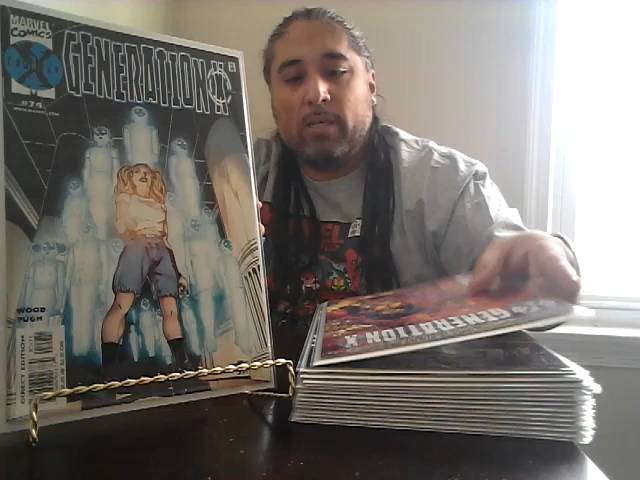 MARVEL
COMICS
GENERATION X
#74
WOOD
PUGH
DIRECT EDITION
GENERATION X